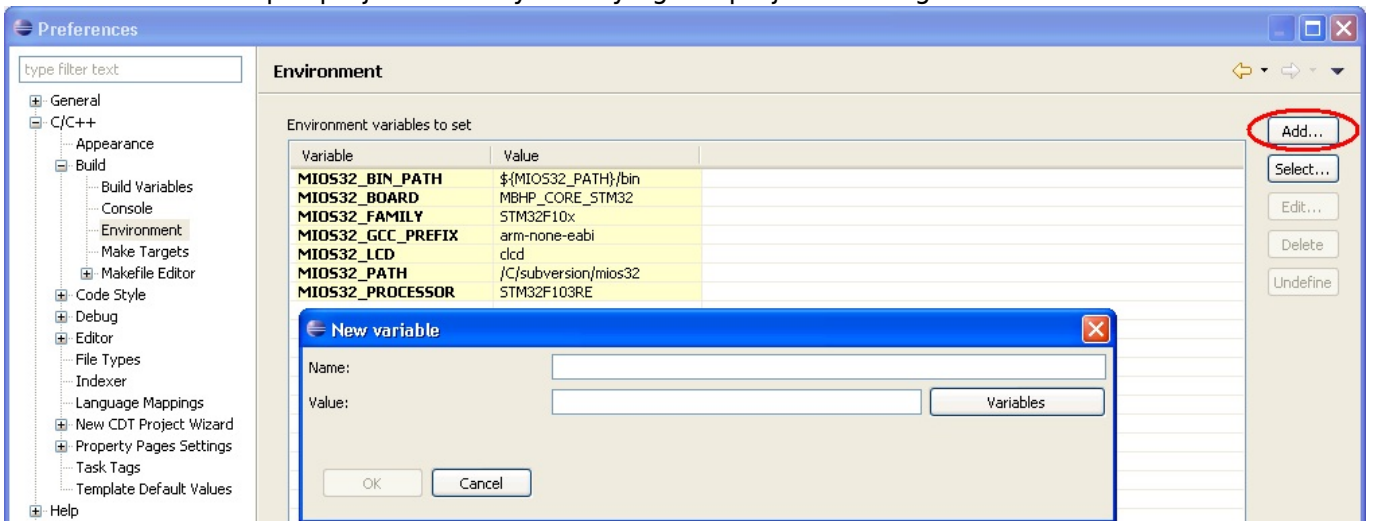 Preferences
type filter text
Environment
General
C/C++
Appearance
Build
Build Variables
Console
Environment
Make Targets
Makefile Editor
Code Style
Debug
Editor
File Types
Indexer
Language Mappings
New CDT Project Wizard
Property Pages Settings
Task Tags
Template Default Values
Help
Environment variables to set
Variable Value
MIOS32_BIN_PATH ${MIOS32_PATH}/bin
MIOS32_BOARD MBHP_CORE_STM32
MIOS32_FAMILY STM32F10x
MIOS32_GCC_PREFIX arm-none-eabi
MIOS32_LCD clcd
MIOS32_PATH /C/subversion/mios32
MIOS32_PROCESSOR STM32F103RE
Add...
Select...
Edit...
Delete
Undefine
New variable
Name:
Value:
Variables
OK Cancel